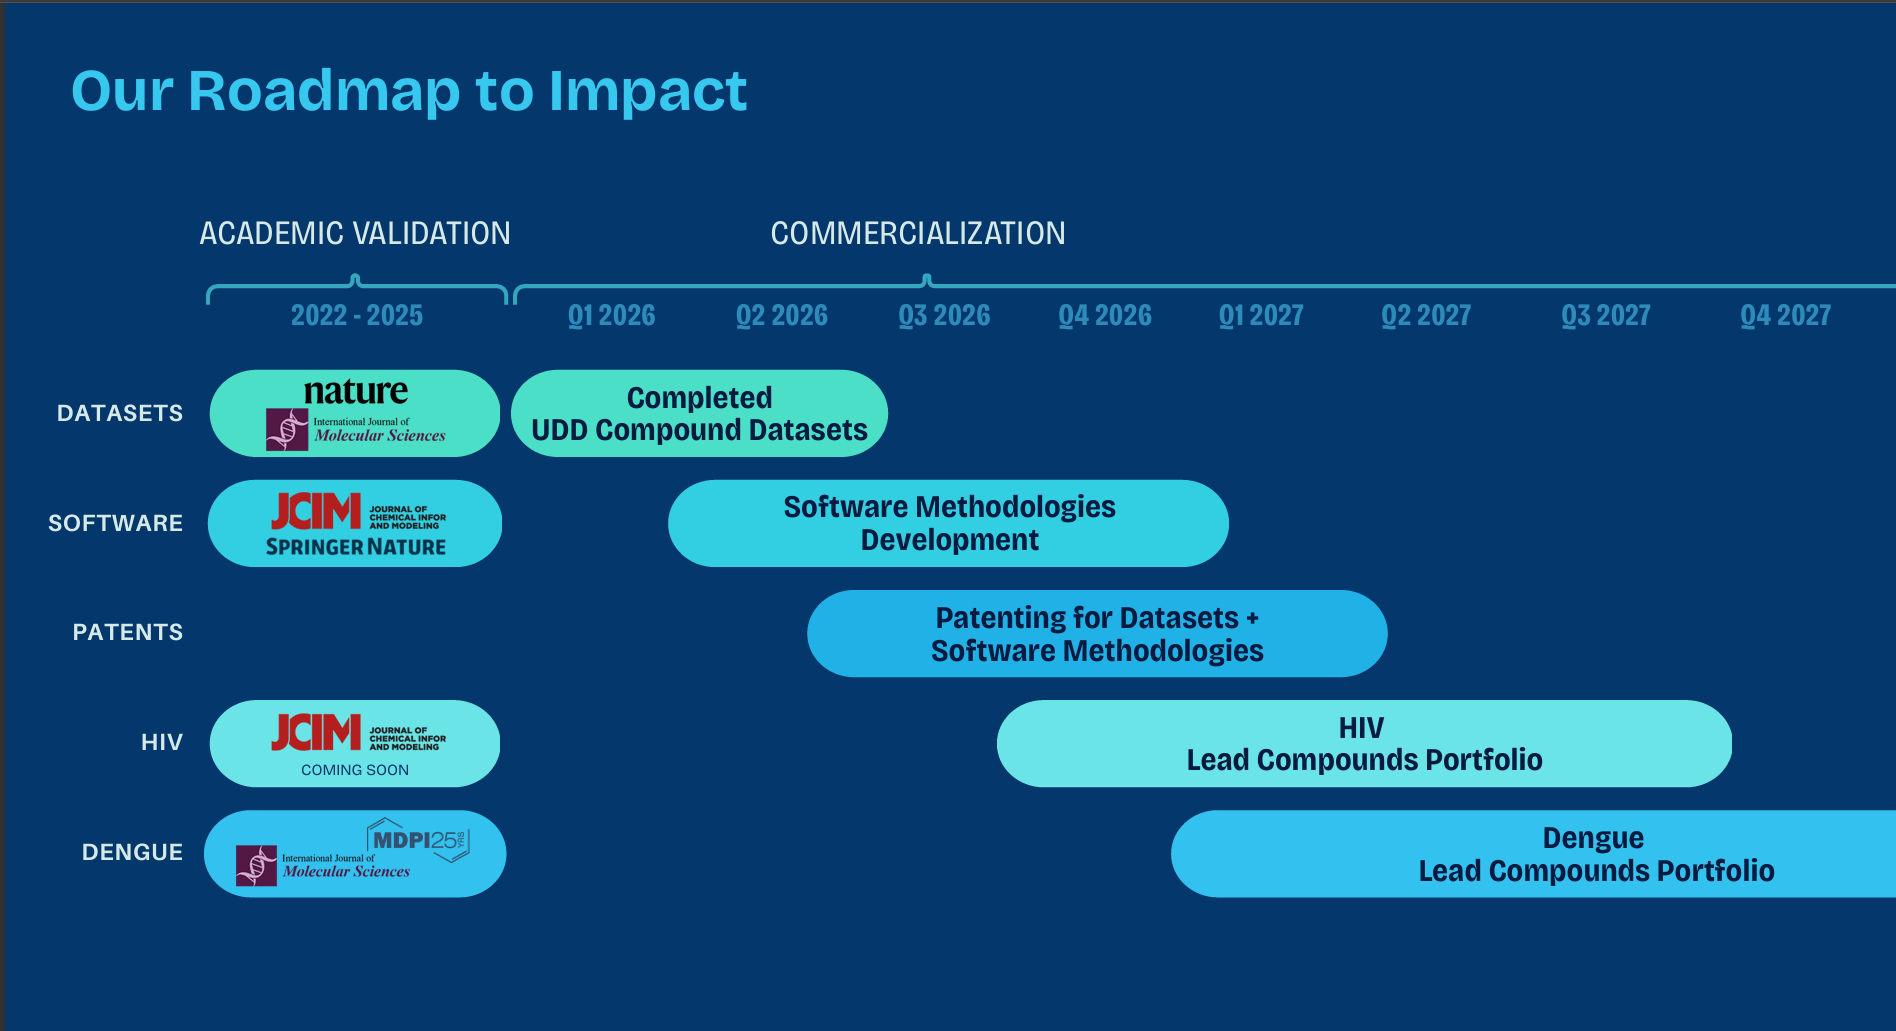 Our Roadmap to Impact
ACADEMIC VALIDATION
COMMERCIALIZATION
2022 - 2025
Q1 2026
Q2 2026
Q3 2026
Q4 2026
Q1 2027
Q2 2027
Q3 2027
Q4 2027
DATASETS
nature
International Journal of
Molecular Sciences
Completed
UDD Compound Datasets
SOFTWARE
JCIM
JOURNAL OF
CHEMICAL INFOR
AND MODELING
SPRINGER NATURE
Software Methodologies
Development
PATENTS
Patenting for Datasets +
Software Methodologies
HIV
JCIM
JOURNAL OF
CHEMICAL INFOR
AND MODELING
COMING SOON
HIV
Lead Compounds Portfolio
DENGUE
MDPI 25 YRS
International Journal of
Molecular Sciences
Dengue
Lead Compounds Portfolio